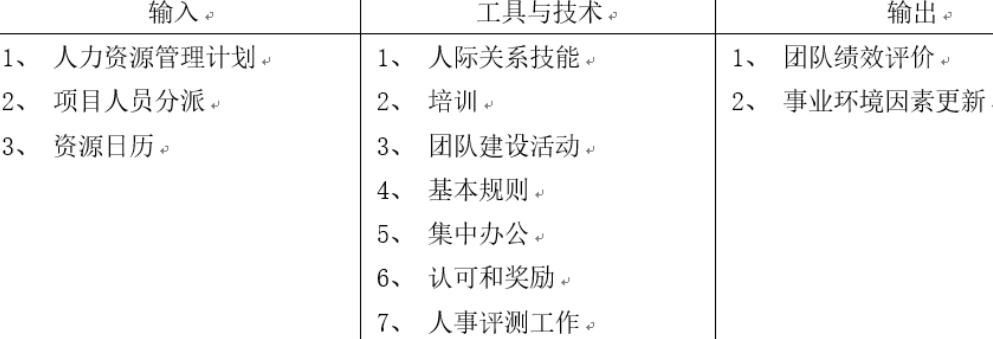 输入 工具与技术 输出
1、 人力资源管理计划 1、 人际关系技能 1、 团队绩效评价
2、 项目人员分派 2、 培训 2、 事业环境因素更新
3、 资源日历 3、 团队建设活动
4、 基本规则
5、 集中办公
6、 认可和奖励
7、 人事评测工作